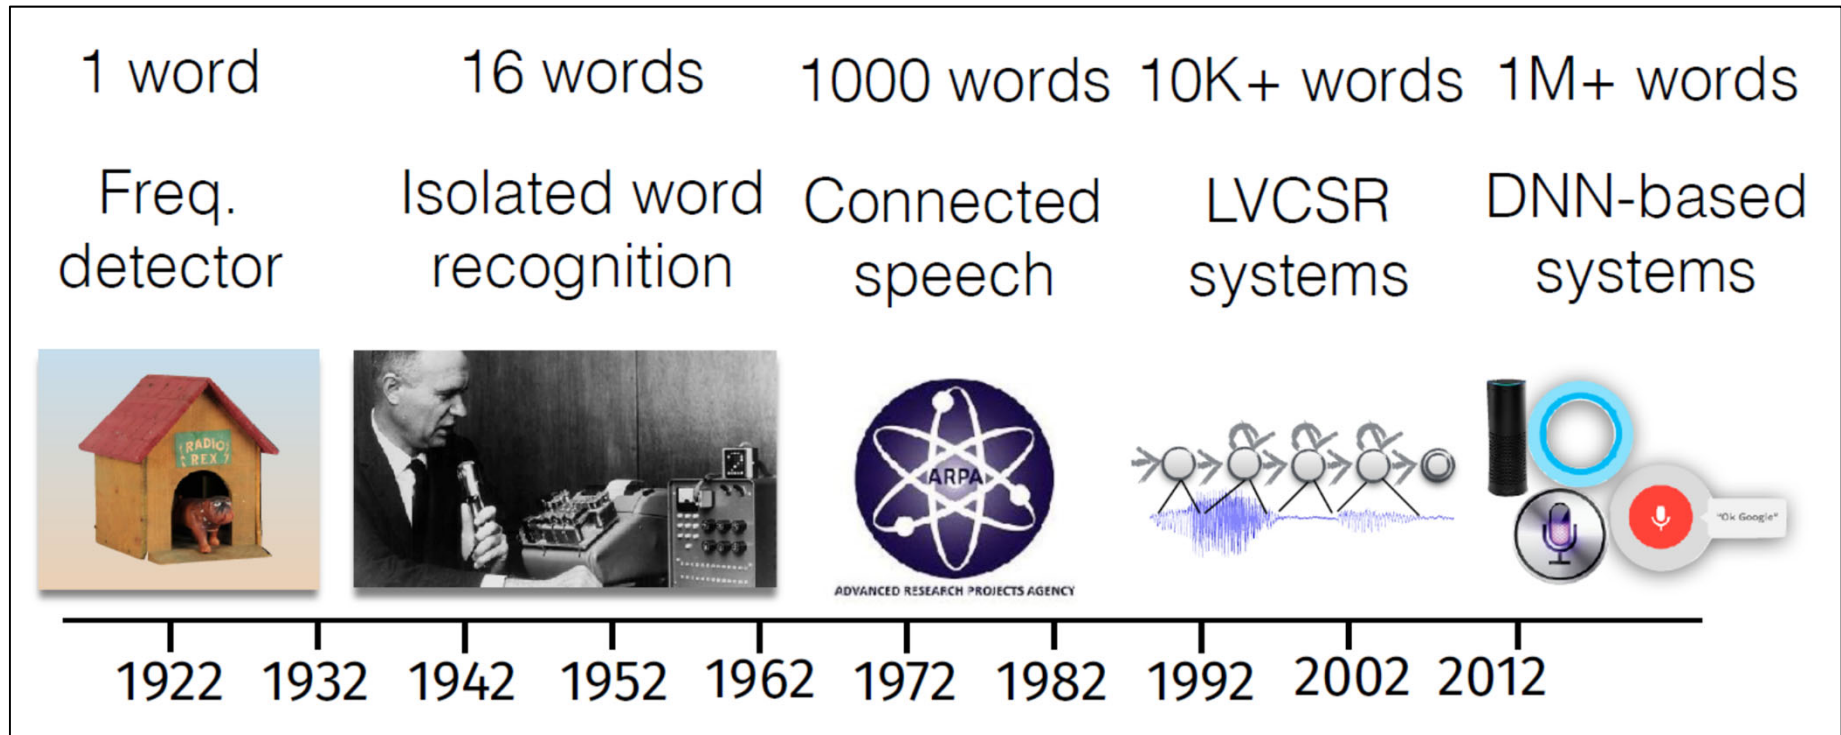 1 word
16 words
1000 words
10K+ words
1M+ words
Freq.
detector
Isolated word
recognition
Connected
speech
LVCSR
systems
DNN-based
systems
RADIO
REX
ARPA
ADVANCED RESEARCH PROJECTS AGENCY
"Ok Google"
1922
1932
1942
1952
1962
1972
1982
1992
2002
2012